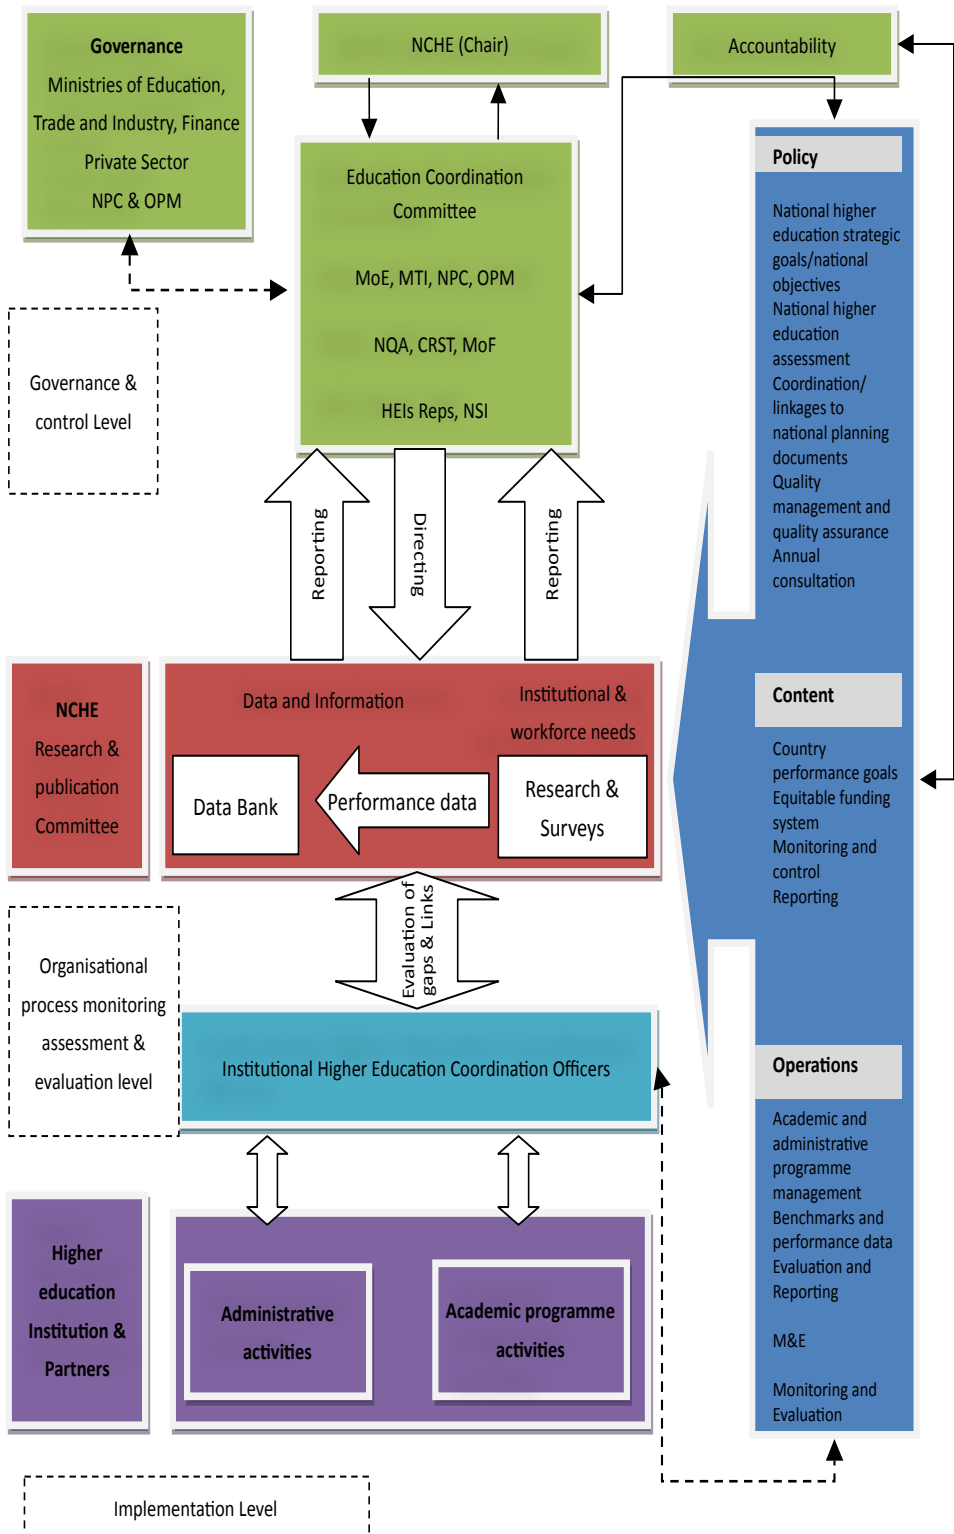 Governance
Ministries of Education,
Trade and Industry, Finance
Private Sector
NPC & OPM
NCHE (Chair)
Accountability
Education Coordination
Committee
MoE, MTI, NPC, OPM
NQA, CRST, MoF
HEIs Reps, NSI
Governance &
control Level
Reporting
Directing
Reporting
Policy
National higher
education strategic
goals/national
objectives
National higher
education
assessment
Coordination/
linkages to
national planning
documents
Quality
management and
quality assurance
Annual
consultation
NCHE
Research &
publication
Committee
Data and Information
Institutional &
workforce needs
Data Bank
Performance data
Research &
Surveys
Content
Country
performance goals
Equitable funding
system
Monitoring and
control
Reporting
Organisational
process monitoring
assessment &
evaluation level
Evaluation of
gaps & Links
Institutional Higher Education Coordination Officers
Operations
Academic and
administrative
programme
management
Benchmarks and
performance data
Evaluation and
Reporting
M&E
Monitoring and
Evaluation
Higher
education
Institution &
Partners
Administrative
activities
Academic programme
activities
Implementation Level